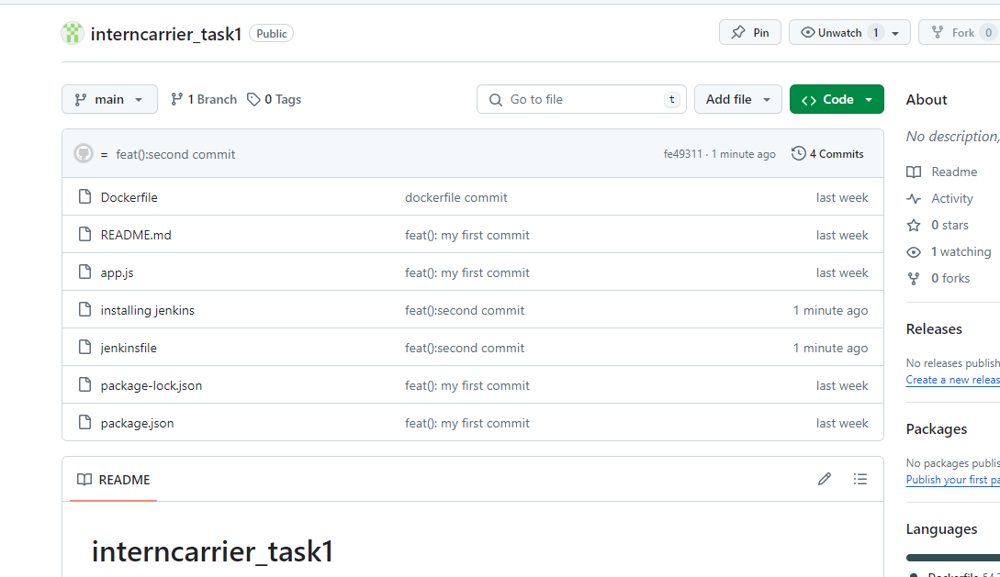 interncarrier_task1 Public Pin Unwatch 1 Fork 0
main 1 Branch 0 Tags Go to file t Add file Code
= feat():second commit fe49311 · 1 minute ago 4 Commits
Dockerfile dockerfile commit last week
README.md feat(): my first commit last week
app.js feat(): my first commit last week
installing jenkins feat():second commit 1 minute ago
jenkinsfile feat():second commit 1 minute ago
package-lock.json feat(): my first commit last week
package.json feat(): my first commit last week
README
interncarrier_task1
About
No description,
Readme
Activity
0 stars
1 watching
0 forks
Releases
No releases publish
Create a new releas
Packages
No packages publis
Publish your first pa
Languages
Dockerfile